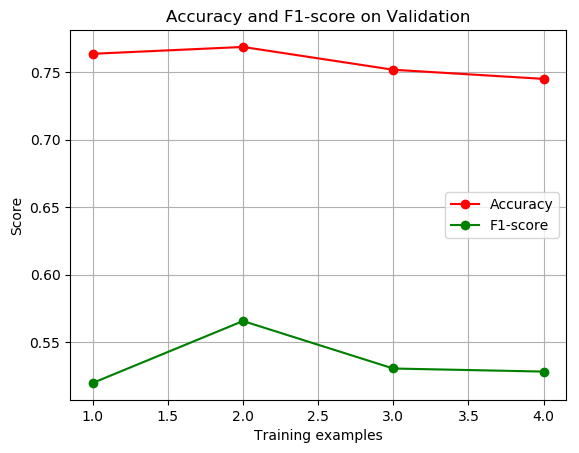 Accuracy and F1-score on Validation
Score
0.75
0.70
0.65
0.60
0.55
Accuracy
F1-score
1.0 1.5 2.0 2.5 3.0 3.5 4.0
Training examples